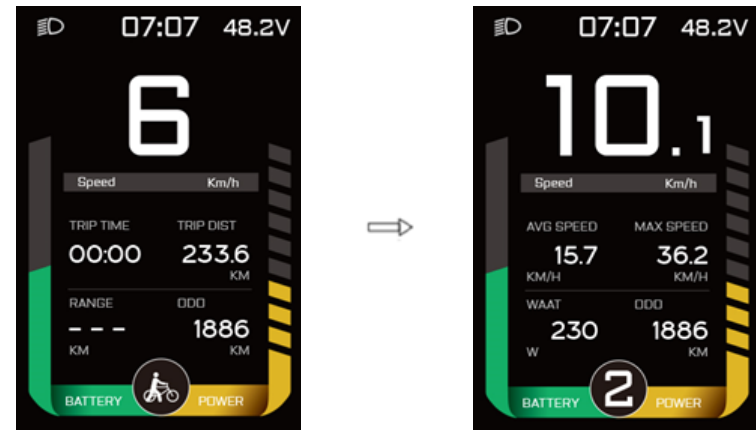 07:07 48.2V
6
Speed Km/h
TRIP TIME TRIP DIST
00:00 233.6
KM
RANGE ODO
--- 1886
KM KM
BATTERY POWER
07:07 48.2V
10.1
Speed Km/h
AVG SPEED MAX SPEED
15.7 36.2
KM/H KM/H
WAAT ODO
230 1886
W KM
BATTERY 2 POWER